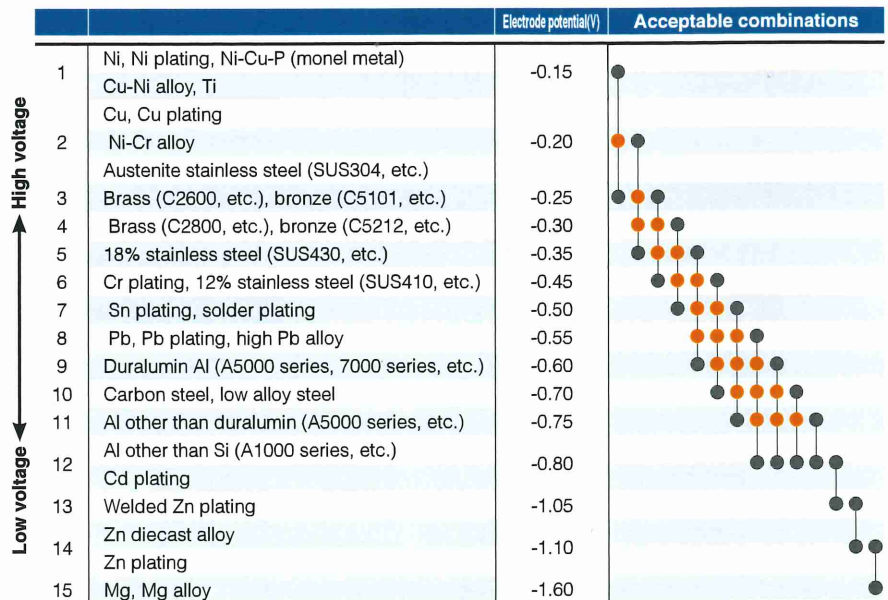 Electrode potential(V) Acceptable combinations
Ni, Ni plating, Ni-Cu-P (monel metal)
1 -0.15
Cu-Ni alloy, Ti
Cu, Cu plating
2 Ni-Cr alloy -0.20
Austenite stainless steel (SUS304, etc.)
3 Brass (C2600, etc.), bronze (C5101, etc.) -0.25
4 Brass (C2800, etc.), bronze (C5212, etc.) -0.30
5 18% stainless steel (SUS430, etc.) -0.35
6 Cr plating, 12% stainless steel (SUS410, etc.) -0.45
7 Sn plating, solder plating -0.50
8 Pb, Pb plating, high Pb alloy -0.55
9 Duralumin Al (A5000 series, 7000 series, etc.) -0.60
10 Carbon steel, low alloy steel -0.70
11 Al other than duralumin (A5000 series, etc.) -0.75
Al other than Si (A1000 series, etc.)
12 -0.80
Cd plating
13 Welded Zn plating -1.05
Zn diecast alloy
14 -1.10
Zn plating
15 Mg, Mg alloy -1.60
High voltage
Low voltage